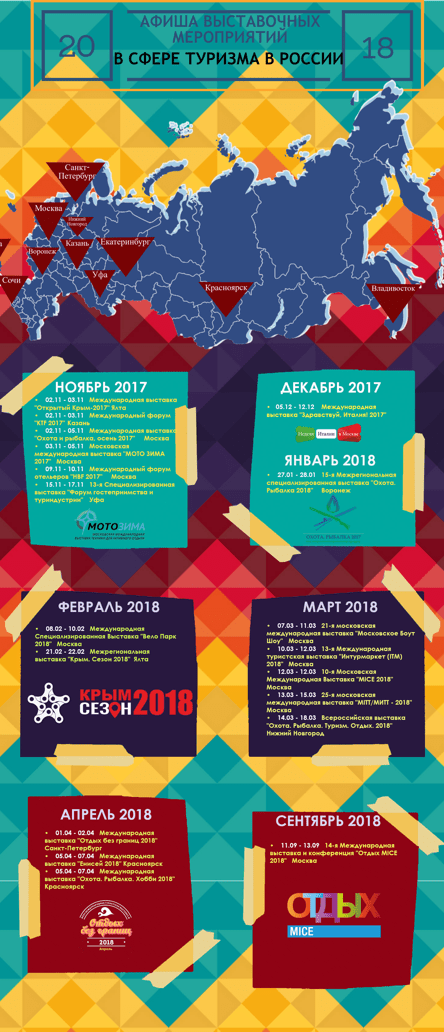 АФИША ВЫСТАВОЧНЫХ
20
МЕРОПРИЯТИЙ
18
В СФЕРЕ ТУРИЗМА В РОССИИ
Санкт-
Петербург
Москва
Нижний
Новгород
Воронеж
Казань
Екатеринбург
Сочи
Уфа
Красноярск
Владивосток
НОЯБРЬ 2017
• 02.11 - 03.11 Международная выставка
"Открытый Крым-2017" Ялта
• 02.11 - 03.11 Международный форум
"КТР 2017" Казань
• 02.11 - 05.11 Международная выставка
"Охота и рыбалка, осень 2017" Москва
• 03.11 - 05.11 Московская
международная выставка "МОТО ЗИМА
2017" Москва
• 09.11 - 10.11 Международный форум
отельеров "HBF 2017" Москва
• 15.11 - 17.11 13-я Специализированная
выставка "Форум гостеприимства и
туриндустрии" Уфа
МОТОЗИМА
ДЕКАБРЬ 2017
• 05.12 - 12.12 Международная
выставка "Здравствуй, Италия! 2017"
Неделя Италии в Москве
ЯНВАРЬ 2018
• 27.01 - 28.01 15-я Межрегиональная
специализированная выставка "Охота.
Рыбалка 2018" Воронеж
ОХОТА. РЫБАЛКА 2017
ФЕВРАЛЬ 2018
• 08.02 - 10.02 Международная
Специализированная Выставка "Вело Парк
2018" Москва
• 21.02 - 22.02 Межрегиональная
выставка "Крым. Сезон 2018" Ялта
КРЫМ
СЕЗОН 2018
МАРТ 2018
• 07.03 - 11.03 21-я московская
международная выставка "Московское Боут
Шоу" Москва
• 10.03 - 12.03 13-я Международная
туристская выставка "Интурмаркет (ITM)
2018" Москва
• 12.03 - 12.03 10-я Московская
Международная Выставка "MICE 2018"
Москва
• 13.03 - 15.03 25-я московская
международная выставка "MITT/МИТТ - 2018"
Москва
• 14.03 - 18.03 Всероссийская выставка
"Охота. Рыбалка. Туризм. Отдых. 2018"
Нижний Новгород
АПРЕЛЬ 2018
• 01.04 - 02.04 Международная
выставка "Отдых без границ 2018"
Санкт-Петербург
• 05.04 - 07.04 Международная
выставка "Енисей 2018" Красноярск
• 05.04 - 07.04 Международная
выставка "Охота. Рыбалка. Хобби 2018"
Красноярск
Отдых
без границ
2018
апрель
СЕНТЯБРЬ 2018
• 11.09 - 13.09 14-я Международная
выставка и конференция "Отдых MICE
2018" Москва
ОТДЫХ
MICE